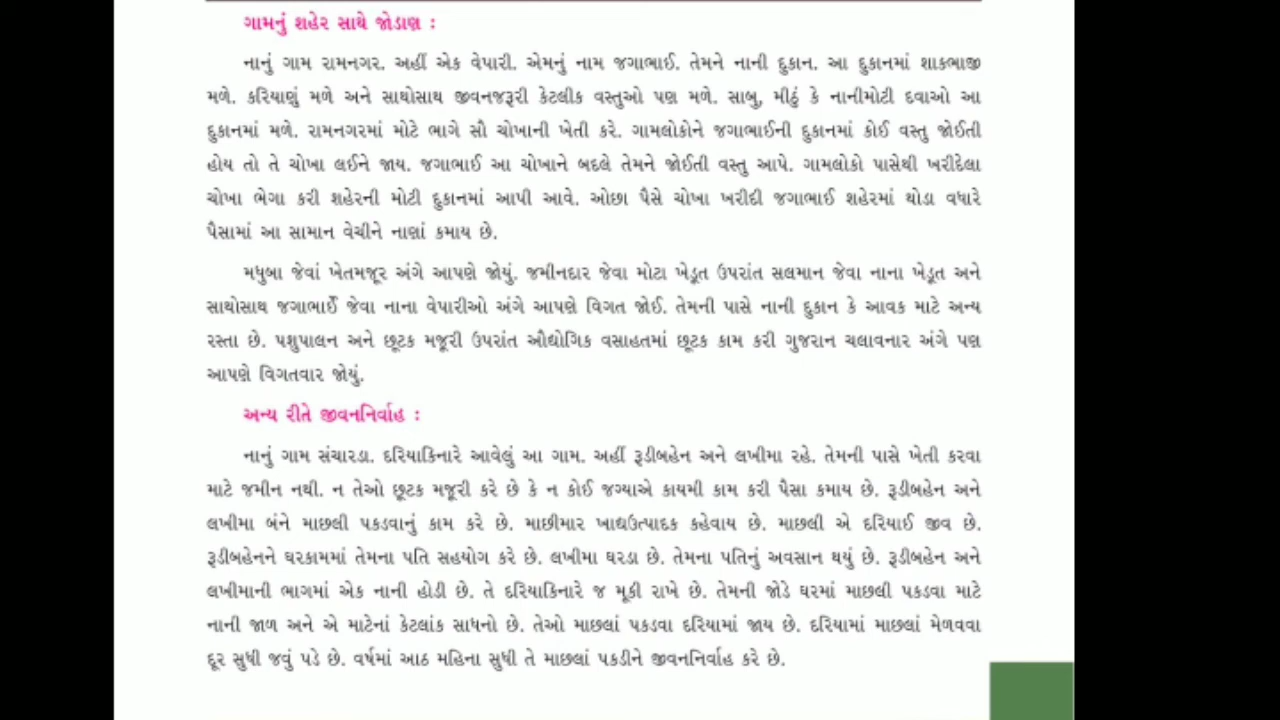 ગામનું શહેર સાથે જોડાણ :
નાનું ગામ રામનગર. અહીં એક વેપારી. એમનું નામ જગાભાઈ. તેમને નાની દુકાન. આ દુકાનમાં શાકભાજી
મળે. કરિયાણું મળે અને સાથોસાથ જીવનજરૂરી કેટલીક વસ્તુઓ પણ મળે. સાબુ, મીઠું કે નાનીમોટી દવાઓ આ
દુકાનમાં મળે. રામનગરમાં મોટે ભાગે સૌ ચોખાની ખેતી કરે. ગામલોકોને જગાભાઈની દુકાનમાં કોઈ વસ્તુ જોઈતી
હોય તો તે ચોખા લઈને જાય. જગાભાઈ આ ચોખાને બદલે તેમને જોઈતી વસ્તુ આપે. ગામલોકો પાસેથી ખરીદેલા
ચોખા ભેગા કરી શહેરની મોટી દુકાનમાં આપી આવે. ઓછા પૈસે ચોખા ખરીદી જગાભાઈ શહેરમાં થોડા વધારે
પૈસામાં આ સામાન વેચીને નાણાં કમાય છે.
મધુબા જેવાં ખેતમજૂર અંગે આપણે જોયું. જમીનદાર જેવા મોટા ખેડૂત ઉપરાંત સલમાન જેવા નાના ખેડૂત અને
સાથોસાથ જગાભાઈ જેવા નાના વેપારીઓ અંગે આપણે વિગત જોઈ. તેમની પાસે નાની દુકાન કે આવક માટે અન્ય
રસ્તા છે. પશુપાલન અને છૂટક મજૂરી ઉપરાંત ઔદ્યોગિક વસાહતમાં છૂટક કામ કરી ગુજરાન ચલાવનાર અંગે પણ
આપણે વિગતવાર જોયું.
અન્ય રીતે જીવનનિર્વાહ :
નાનું ગામ સંચારડા. દરિયાકિનારે આવેલું આ ગામ. અહીં રૂડીબહેન અને લખીમા રહે. તેમની પાસે ખેતી કરવા
માટે જમીન નથી. ન તેઓ છૂટક મજૂરી કરે છે કે ન કોઈ જગ્યાએ કાયમી કામ કરી પૈસા કમાય છે. રૂડીબહેન અને
લખીમા બંને માછલી પકડવાનું કામ કરે છે. માછીમાર ખાદ્યઉત્પાદક કહેવાય છે. માછલી એ દરિયાઈ જીવ છે.
રૂડીબહેનને ઘરકામમાં તેમના પતિ સહયોગ કરે છે. લખીમા ઘરડા છે. તેમના પતિનું અવસાન થયું છે. રૂડીબહેન અને
લખીમાની ભાગમાં એક નાની હોડી છે. તે દરિયાકિનારે જ મૂકી રાખે છે. તેમની જોડે ઘરમાં માછલી પકડવા માટે
નાની જાળ અને એ માટેનાં કેટલાંક સાધનો છે. તેઓ માછલાં પકડવા દરિયામાં જાય છે. દરિયામાં માછલાં મેળવવા
દૂર સુધી જવું પડે છે. વર્ષમાં આઠ મહિના સુધી તે માછલાં પકડીને જીવનનિર્વાહ કરે છે.